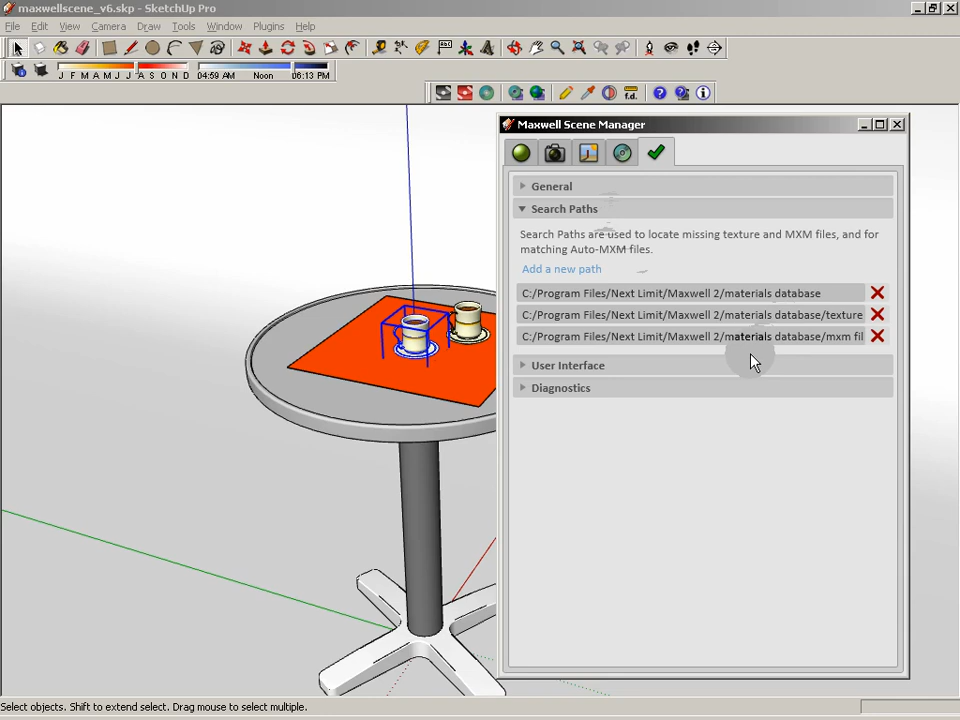 maxwellscene_v6.skp - SketchUp Pro
File Edit View Camera Draw Tools Window Plugins Help
J F M A M J J A S O N D 04:59 AM Noon 06:13 PM
f.d.
Maxwell Scene Manager
General
Search Paths
Search Paths are used to locate missing texture and MXM files, and for
matching Auto-MXM files.
Add a new path
C:/Program Files/Next Limit/Maxwell 2/materials database
C:/Program Files/Next Limit/Maxwell 2/materials database/texture
C:/Program Files/Next Limit/Maxwell 2/materials database/mxm fil
User Interface
Diagnostics
Select objects. Shift to extend select. Drag mouse to select multiple.